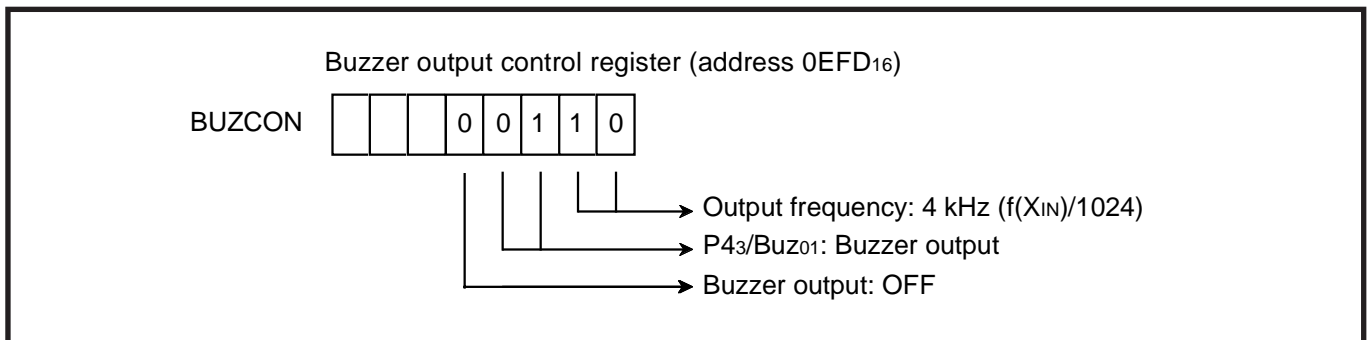 Buzzer output control register (address 0EFD16)
BUZCON 0 0 1 1 0
Output frequency: 4 kHz (f(XIN)/1024)
P43/Buz01: Buzzer output
Buzzer output: OFF